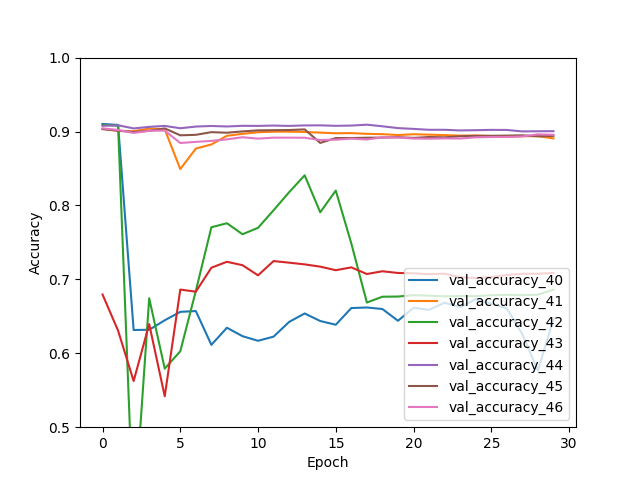 1.0
0.9
0.8
0.7
0.6
0.5
Accuracy
0 5 10 15 20 25 30
Epoch
val_accuracy_40
val_accuracy_41
val_accuracy_42
val_accuracy_43
val_accuracy_44
val_accuracy_45
val_accuracy_46